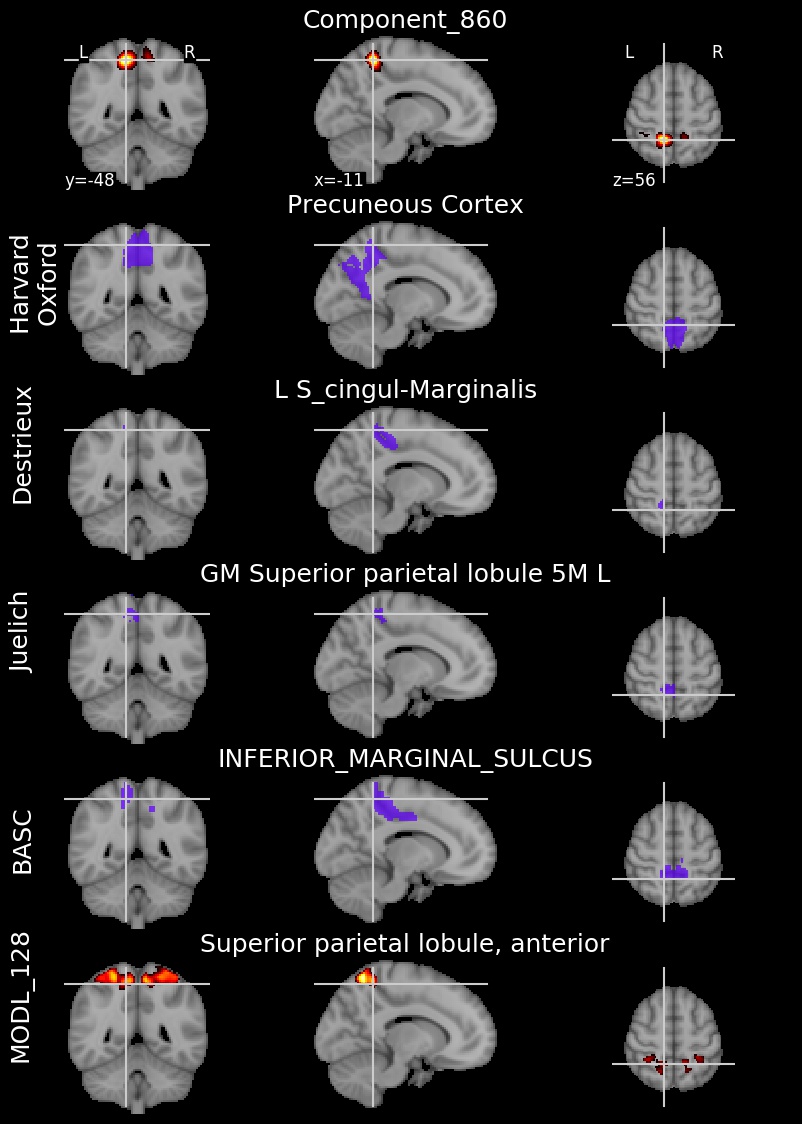 Component_860
L R
L R
y=-48
x=-11
z=56
Precuneous Cortex
Harvard
Oxford
L S_cingul-Marginalis
Destrieux
GM Superior parietal lobule 5M L
Juelich
INFERIOR_MARGINAL_SULCUS
BASC
Superior parietal lobule, anterior
MODL_128